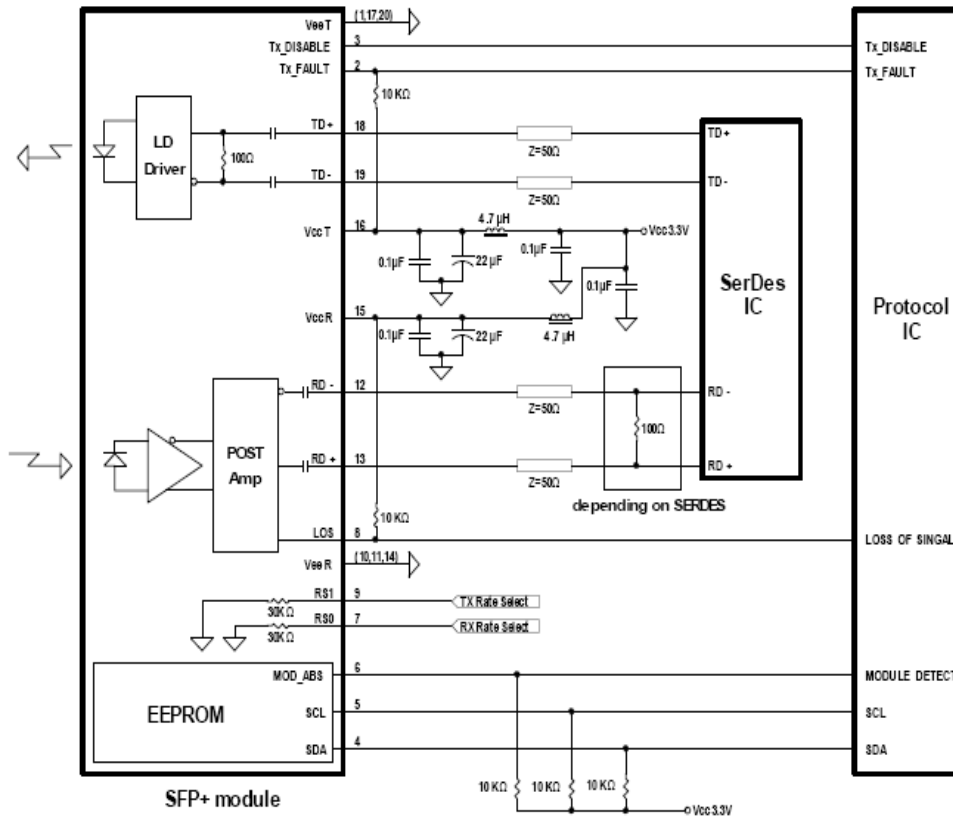 VeeT (1,17,20)
Tx_DISABLE 3 Tx_DISABLE
Tx_FAULT 2 Tx_FAULT
10 KΩ
LD Driver
100Ω
TD+ 18 Z=50Ω TD+
TD- 19 Z=50Ω TD-
VccT 16 4.7 µH Vcc3.3V
0.1µF 22 µF 0.1µF 0.1µF
SerDes IC
Protocol IC
VccR 15 4.7 µH
0.1µF 22 µF
RD - 12 Z=50Ω RD -
100Ω
POST Amp
RD + 13 Z=50Ω RD+
depending on SERDES
10 KΩ
LOS 8 LOSS OF SINGAL
VeeR (10,11,14)
RS1 9 TX Rate Select
30KΩ
RS0 7 RX Rate Select
30KΩ
MOD_ABS 6 MODULE DETECT
EEPROM
SCL 5 SCL
SDA 4 SDA
10 KΩ 10 KΩ 10 KΩ
Vcc3.3V
SFP+ module